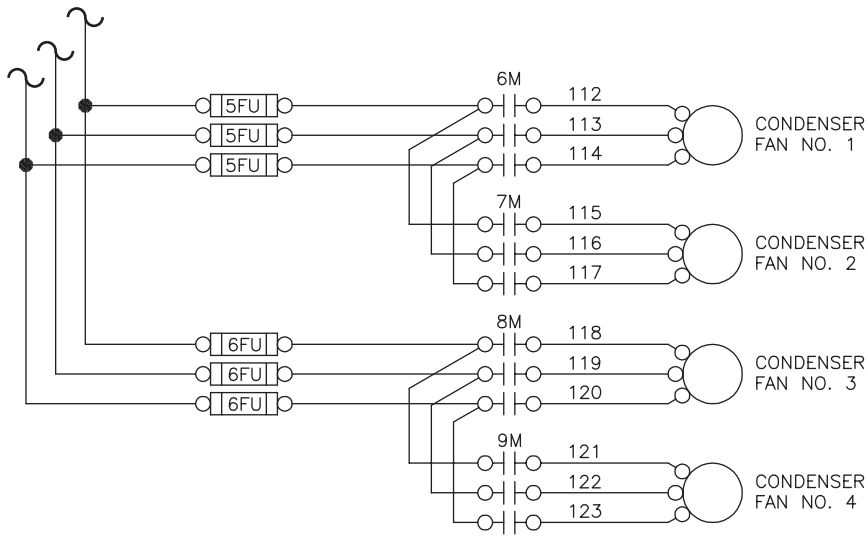 6M
5FU
112
5FU
113
5FU
114
CONDENSER
FAN NO. 1
7M
115
116
117
CONDENSER
FAN NO. 2
8M
6FU
118
6FU
119
6FU
120
CONDENSER
FAN NO. 3
9M
121
122
123
CONDENSER
FAN NO. 4